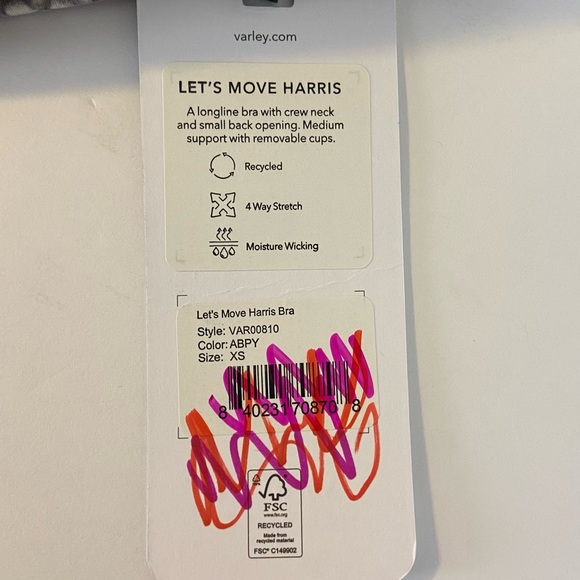 varley.com
LET'S MOVE HARRIS
A longline bra with crew neck
and small back opening. Medium
support with removable cups.
Recycled
4 Way Stretch
Moisture Wicking
Let's Move Harris Bra
Style: VAR00810
Color: ABPY
Size: XS
8 40231 70870 8
FSC
www.fsc.org
RECYCLED
Made from
recycled material
FSC® C149902